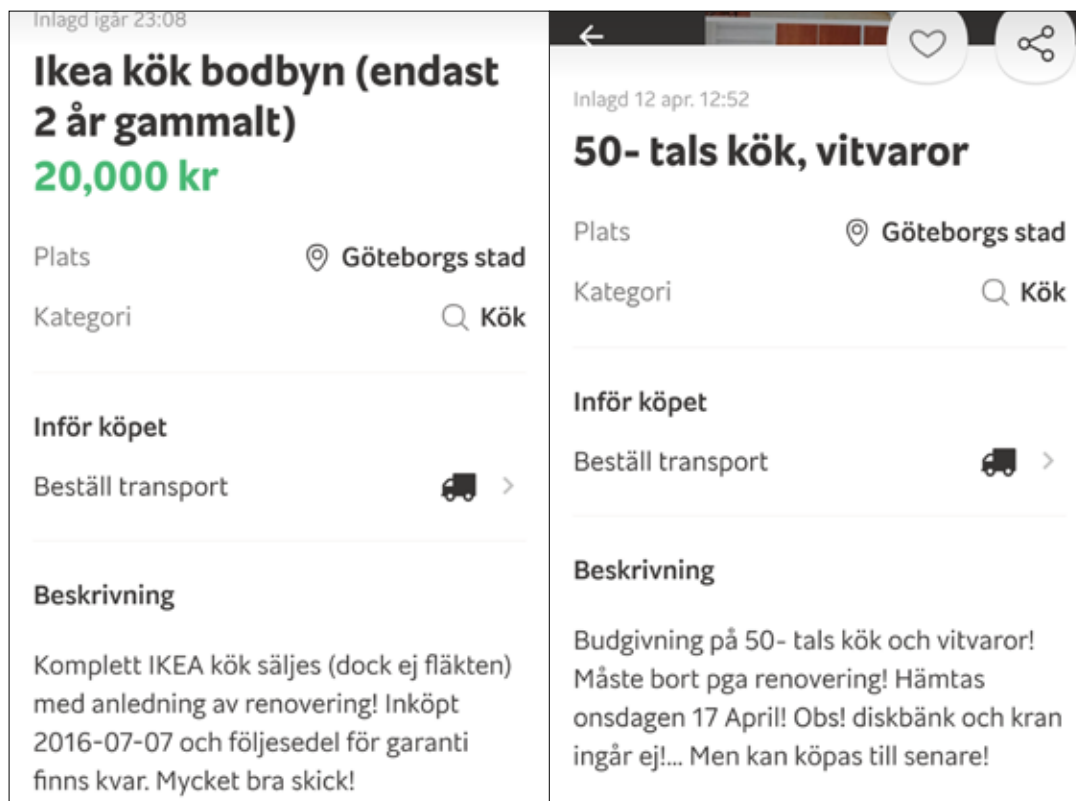 Inlagd igår 23:08
Ikea kök bodbyn (endast
2 år gammalt)
20,000 kr
Plats
Göteborgs stad
Kategori
Kök
Inför köpet
Beställ transport
Beskrivning
Komplett IKEA kök säljes (dock ej fläkten)
med anledning av renovering! Inköpt
2016-07-07 och följesedel för garanti
finns kvar. Mycket bra skick!
Inlagd 12 apr. 12:52
50- tals kök, vitvaror
Plats
Göteborgs stad
Kategori
Kök
Inför köpet
Beställ transport
Beskrivning
Budgivning på 50- tals kök och vitvaror!
Måste bort pga renovering! Hämtas
onsdagen 17 April! Obs! diskbänk och kran
ingår ej!... Men kan köpas till senare!